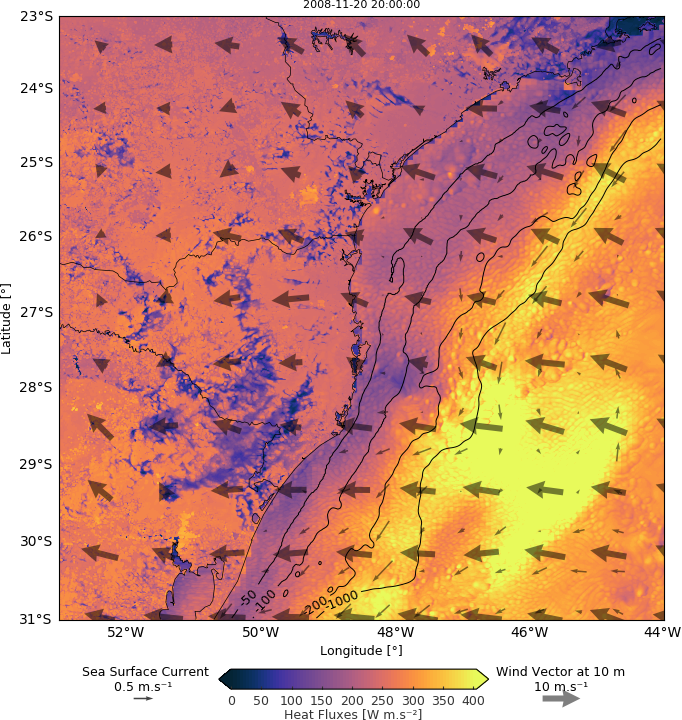 2008-11-20 20:00:00
23°S
24°S
25°S
26°S
27°S
28°S
29°S
30°S
31°S
Latitude [°]
-50
-100
-200
-1000
52°W 50°W 48°W 46°W 44°W
Longitude [°]
Sea Surface Current
0.5 m.s⁻¹
0 50 100 150 200 250 300 350 400
Heat Fluxes [W m.s⁻²]
Wind Vector at 10 m
10 m.s⁻¹